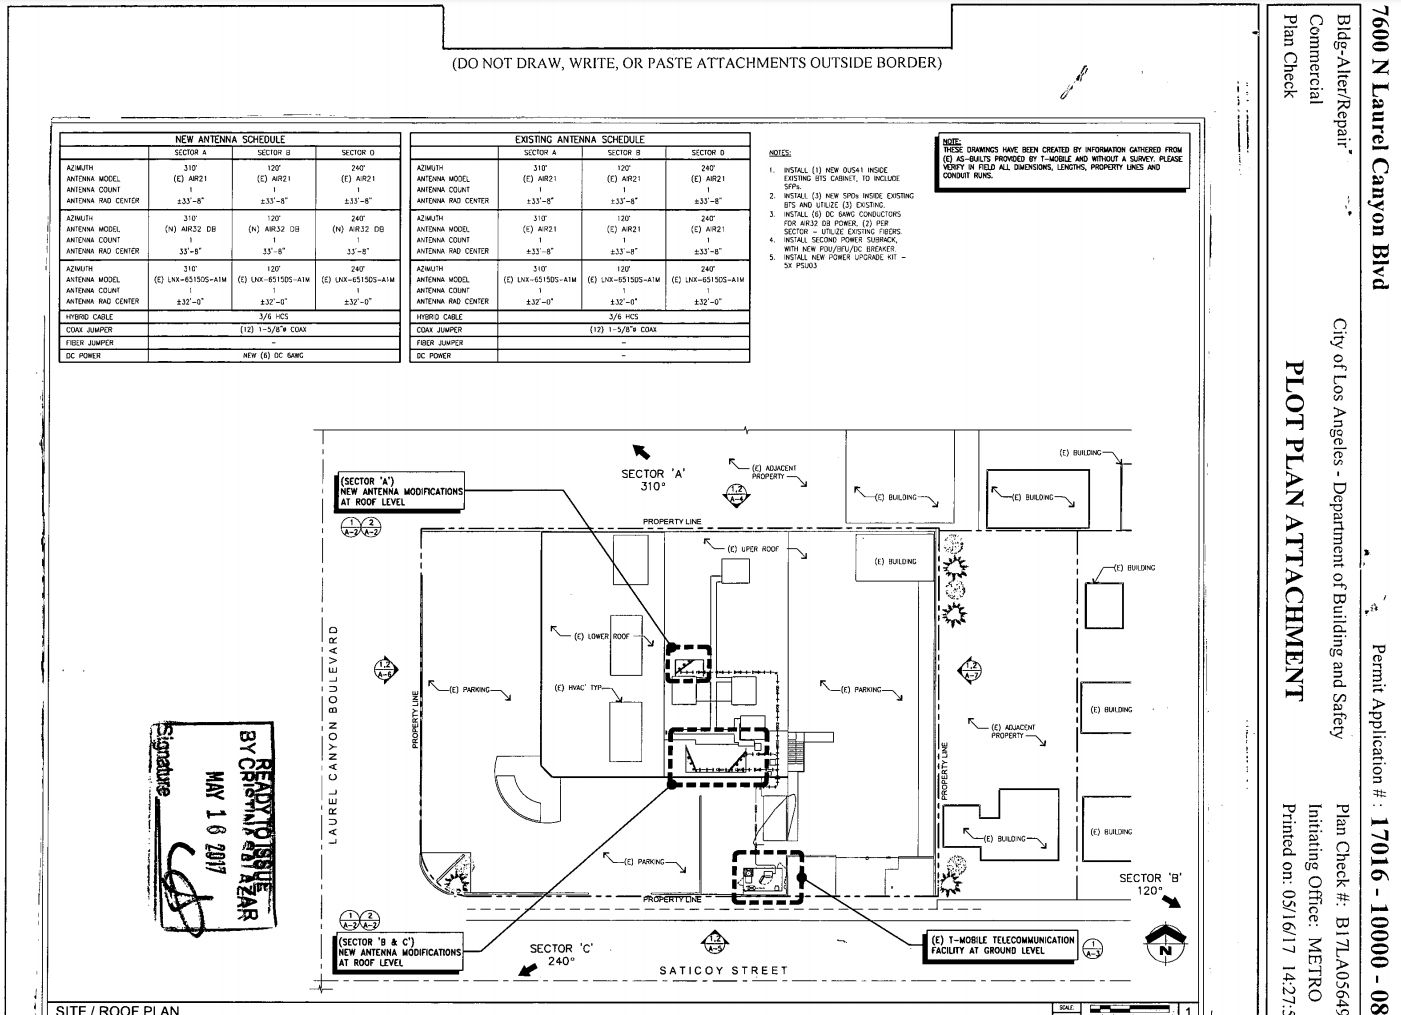 (DO NOT DRAW, WRITE, OR PASTE ATTACHMENTS OUTSIDE BORDER)
NEW ANTENNA SCHEDULE
SECTOR A SECTOR B SECTOR D
AZIMUTH 310° 120° 240°
ANTENNA MODEL (E) AIR21 (E) AIR21 (E) AIR21
ANTENNA COUNT 1 1 1
ANTENNA RAD CENTER ±33'-8" ±33'-8" ±33'-8"
AZIMUTH 310° 120° 240°
ANTENNA MODEL (N) AIR32 DB (N) AIR32 DB (N) AIR32 DB
ANTENNA COUNT 1 1 1
ANTENNA RAD CENTER 33'-8" 33'-8" 33'-8"
AZIMUTH 310° 120° 240°
ANTENNA MODEL (E) LNX-6515DS-A1M (E) LNX-6515DS-A1M (E) LNX-6515DS-A1M
ANTENNA COUNT 1 1 1
ANTENNA RAD CENTER ±32'-0" ±32'-0" ±32'-0"
HYBRID CABLE 3/6 HCS
COAX JUMPER (12) 1-5/8"ø COAX
FIBER JUMPER -
DC POWER NEW (6) DC 6AWG
EXISTING ANTENNA SCHEDULE
SECTOR A SECTOR B SECTOR D
AZIMUTH 310° 120° 240°
ANTENNA MODEL (E) AIR21 (E) AIR21 (E) AIR21
ANTENNA COUNT 1 1 1
ANTENNA RAD CENTER ±33'-8" ±33'-8" ±33'-8"
AZIMUTH 310° 120° 240°
ANTENNA MODEL (E) AIR21 (E) AIR21 (E) AIR21
ANTENNA COUNT 1 1 1
ANTENNA RAD CENTER ±33'-8" ±33'-8" ±33'-8"
AZIMUTH 310° 120° 240°
ANTENNA MODEL (E) LNX-6515DS-A1M (E) LNX-6515DS-A1M (E) LNX-6515DS-A1M
ANTENNA COUNT 1 1 1
ANTENNA RAD CENTER ±32'-0" ±32'-0" ±32'-0"
HYBRID CABLE 3/6 HCS
COAX JUMPER (12) 1-5/8"ø COAX
FIBER JUMPER -
DC POWER -
NOTES:
1. INSTALL (1) NEW DUS41 INSIDE
EXISTING BTS CABINET, TO INCLUDE
SFPs.
2. INSTALL (3) NEW SPDs INSIDE EXISTING
BTS AND UTILIZE (3) EXISTING.
3. INSTALL (6) DC 6AWG CONDUCTORS
FOR AIR32 DB POWER, (2) PER
SECTOR - UTILIZE EXISTING FIBERS.
4. INSTALL SECOND POWER SUBRACK,
WITH NEW PDU/BFU/DC BREAKER.
5. INSTALL NEW POWER UPGRADE KIT -
5X PSU03
NOTE:
THESE DRAWINGS HAVE BEEN CREATED BY INFORMATION GATHERED FROM
(E) AS-BUILTS PROVIDED BY T-MOBILE AND WITHOUT A SURVEY. PLEASE
VERIFY IN FIELD ALL DIMENSIONS, LENGTHS, PROPERTY LINES AND
CONDUIT RUNS.
(SECTOR 'A')
NEW ANTENNA MODIFICATIONS
AT ROOF LEVEL
1 2
A-2 A-2
SECTOR 'A'
310°
(E) ADJACENT
PROPERTY
1,2
A-4
(E) BUILDING
(E) BUILDING
(E) BUILDING
PROPERTY LINE
(E) UPER ROOF
(E) BUILDING
(E) BUILDING
(E) LOWER ROOF
1,2
A-6
1,2
A-7
(E) PARKING
(E) HVAC' TYP.
(E) PARKING
(E) BUILDING
(E) ADJACENT
PROPERTY
PROPERTY LINE
PROPERTY LINE
LAUREL CANYON BOULEVARD
(E) BUILDING
(E) BUILDING
(E) PARKING
PROPERTY LINE
SECTOR 'B'
120°
1 2
A-2 A-2
(SECTOR 'B & C')
NEW ANTENNA MODIFICATIONS
AT ROOF LEVEL
SECTOR 'C'
240°
1,2
A-5
SATICOY STREET
(E) T-MOBILE TELECOMMUNICATION
FACILITY AT GROUND LEVEL
1
A-3
N
SITE / ROOF PLAN
SCALE:
1
READY TO ISSUE
BY CRISTINA SALAZAR
MAY 16 2017
Signature
7600 N Laurel Canyon Blvd
Permit Application #: 17016 - 10000 - 08
Bldg-Alter/Repair
Commercial
Plan Check
City of Los Angeles - Department of Building and Safety
PLOT PLAN ATTACHMENT
Plan Check #: B17LA05649
Initiating Office: METRO
Printed on: 05/16/17 14:27:5